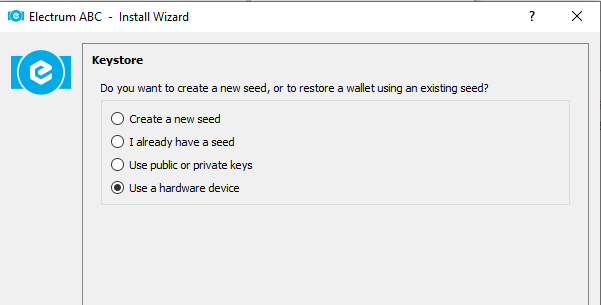 Electrum ABC - Install Wizard
Keystore
Do you want to create a new seed, or to restore a wallet using an existing seed?
Create a new seed
I already have a seed
Use public or private keys
Use a hardware device